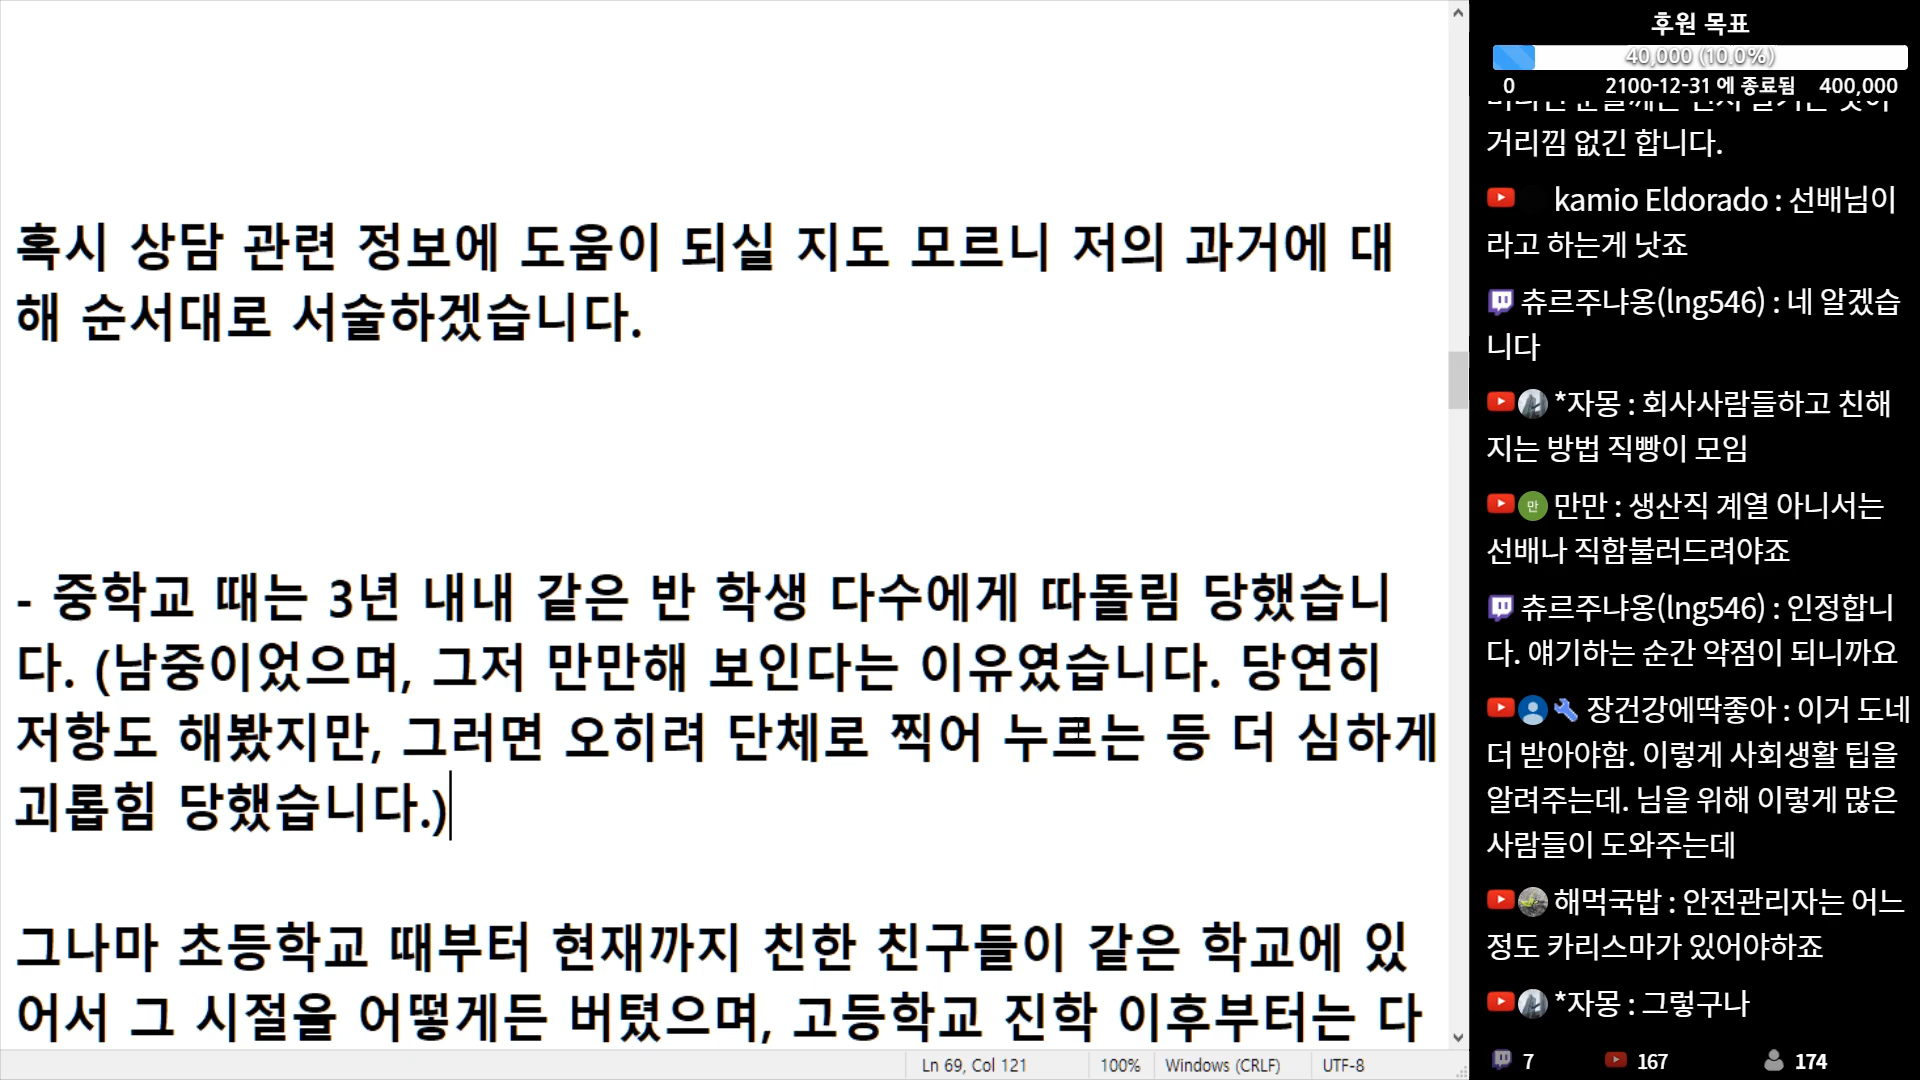 혹시 상담 관련 정보에 도움이 되실 지도 모르니 저의 과거에 대
해 순서대로 서술하겠습니다.
- 중학교 때는 3년 내내 같은 반 학생 다수에게 따돌림 당했습니
다. (남중이었으며, 그저 만만해 보인다는 이유였습니다. 당연히
저항도 해봤지만, 그러면 오히려 단체로 찍어 누르는 등 더 심하게
괴롭힘 당했습니다.)
그나마 초등학교 때부터 현재까지 친한 친구들이 같은 학교에 있
어서 그 시절을 어떻게든 버텼으며, 고등학교 진학 이후부터는 다
Ln 69, Col 121
100%
Windows (CRLF)
UTF-8
후원 목표
40,000 (10.0%)
0 2100-12-31 에 종료됨 400,000
거리낌 없긴 합니다.
kamio Eldorado : 선배님이
라고 하는게 낫죠
츄르주냐옹(lng546) : 네 알겠습
니다
*자몽 : 회사사람들하고 친해
지는 방법 직빵이 모임
만 만만 : 생산직 계열 아니서는
선배나 직함불러드려야죠
츄르주냐옹(lng546) : 인정합니
다. 얘기하는 순간 약점이 되니까요
장건강에딱좋아 : 이거 도네
더 받아야함. 이렇게 사회생활 팁을
알려주는데. 님을 위해 이렇게 많은
사람들이 도와주는데
해먹국밥 : 안전관리자는 어느
정도 카리스마가 있어야하죠
*자몽 : 그렇구나
7 167 174